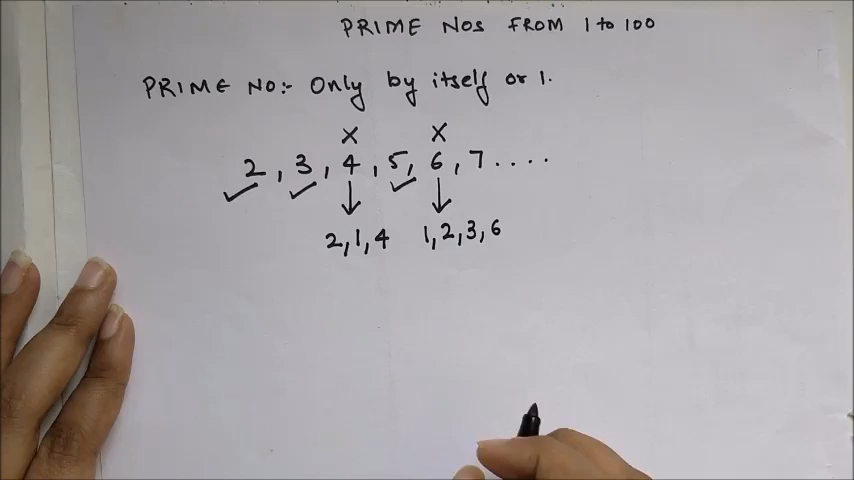 PRIME NOS FROM 1 to 100
PRIME NO:- Only by itself or 1.
X X
2, 3, 4, 5, 6, 7....
2,1,4 1,2,3,6